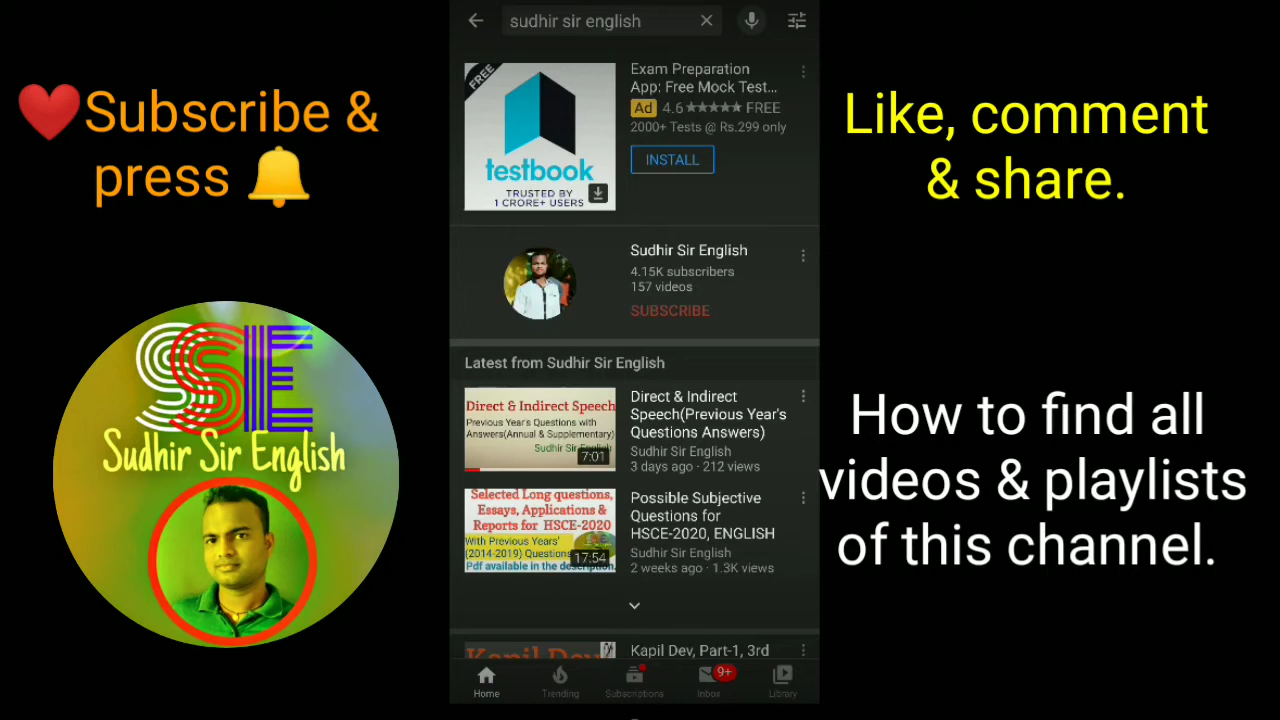 ❤️Subscribe &
press 🔔
SSE
Sudhir Sir English
sudhir sir english
FREE
testbook
TRUSTED BY
1 CRORE+ USERS
Exam Preparation
App: Free Mock Test...
Ad 4.6★★★★★ FREE
2000+ Tests @ Rs.299 only
INSTALL
Sudhir Sir English
4.15K subscribers
157 videos
SUBSCRIBE
Latest from Sudhir Sir English
Direct & Indirect Speech
Previous Year's Questions with
Answers(Annual & Supplementary)
Sudhir Sir English
7:01
Direct & Indirect
Speech(Previous Year's
Questions Answers)
Sudhir Sir English
3 days ago · 212 views
Selected Long questions,
Essays, Applications &
Reports for HSCE-2020
With Previous Years'
(2014-2019) Questions
Pdf available in the description.
17:54
Possible Subjective
Questions for
HSCE-2020, ENGLISH
Sudhir Sir English
2 weeks ago · 1.3K views
Kapil Dev
Kapil Dev, Part-1, 3rd
Home
Trending
Subscriptions
9+
Inbox
Library
Like, comment
& share.
How to find all
videos & playlists
of this channel.